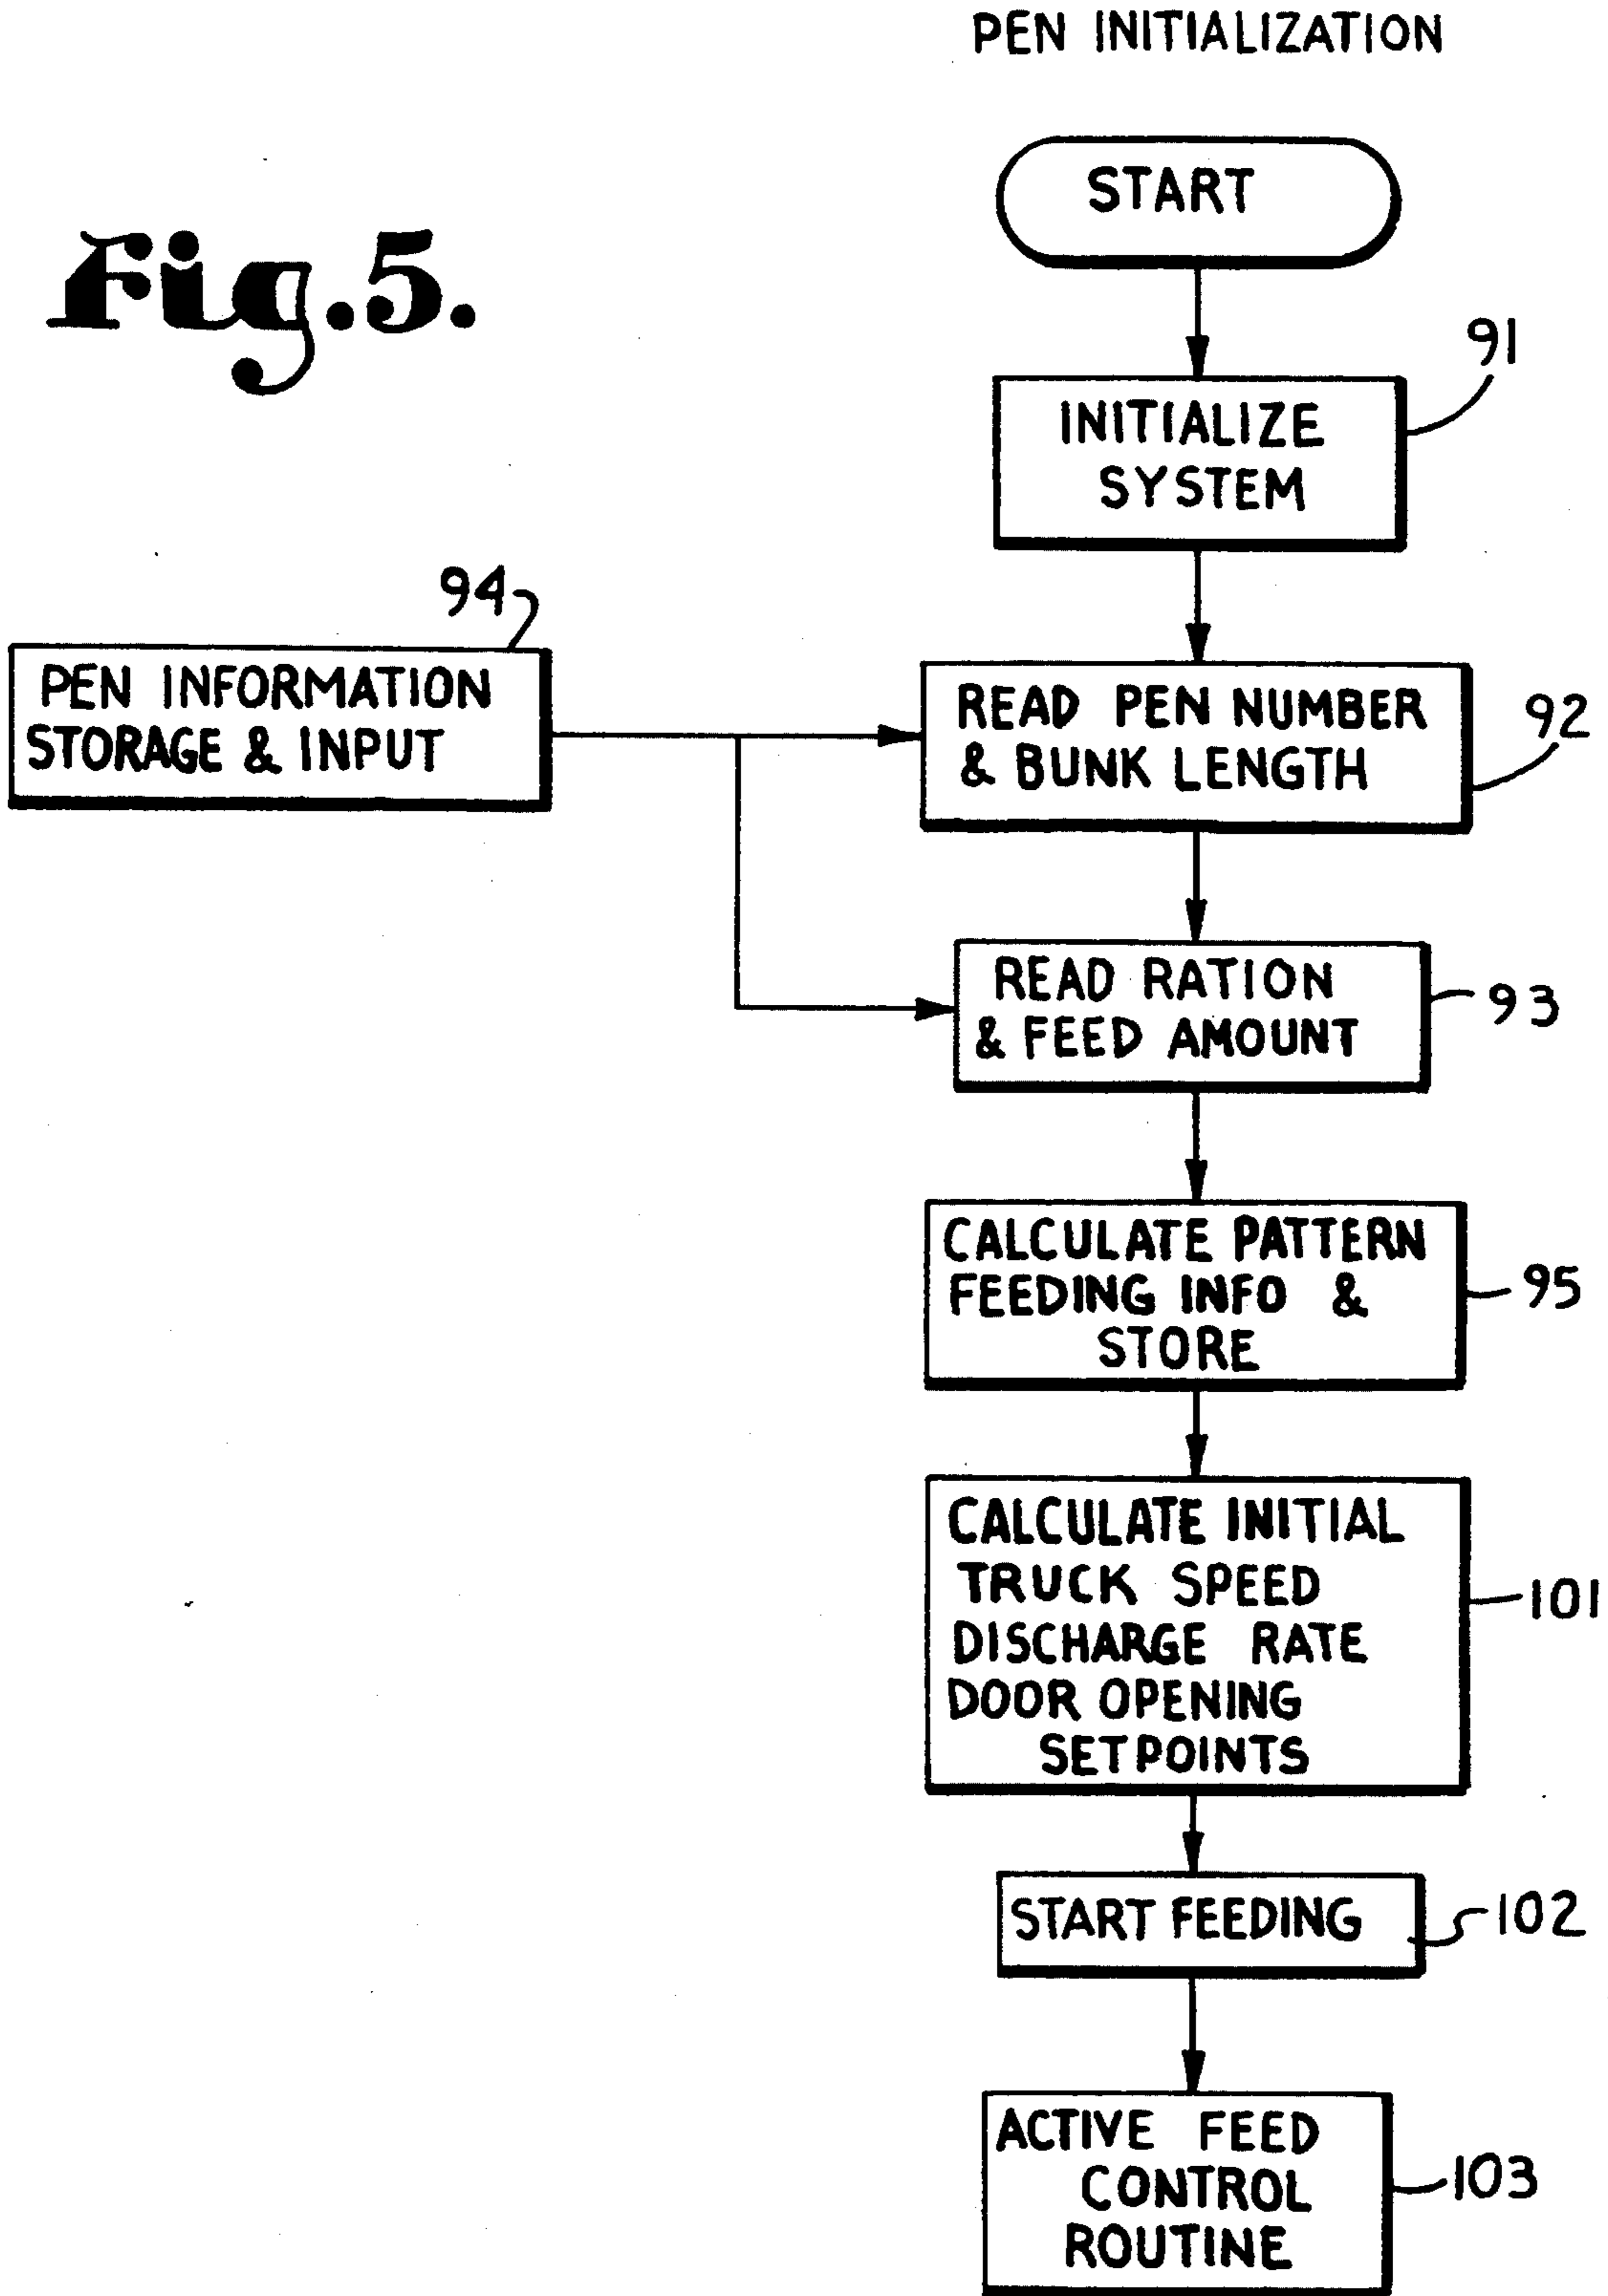 PEN INITIALIZATION
Fig.5.
START
91
INITIALIZE
SYSTEM
94
PEN INFORMATION
STORAGE & INPUT
READ PEN NUMBER
& BUNK LENGTH
92
READ RATION
& FEED AMOUNT
93
CALCULATE PATTERN
FEEDING INFO &
STORE
95
CALCULATE INITIAL
TRUCK SPEED
DISCHARGE RATE
DOOR OPENING
SETPOINTS
101
START FEEDING
102
ACTIVE FEED
CONTROL
ROUTINE
103